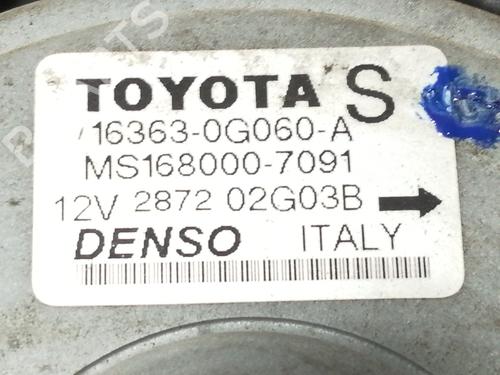 TOYOTA S
/16363-0G060-A
MS168000-7091
12V 2872 02G03B
DENSO ITALY